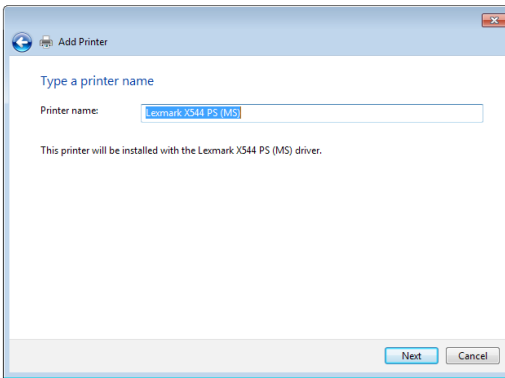 Add Printer
Type a printer name
Printer name:
Lexmark X544 PS (MS)
This printer will be installed with the Lexmark X544 PS (MS) driver.
Next
Cancel